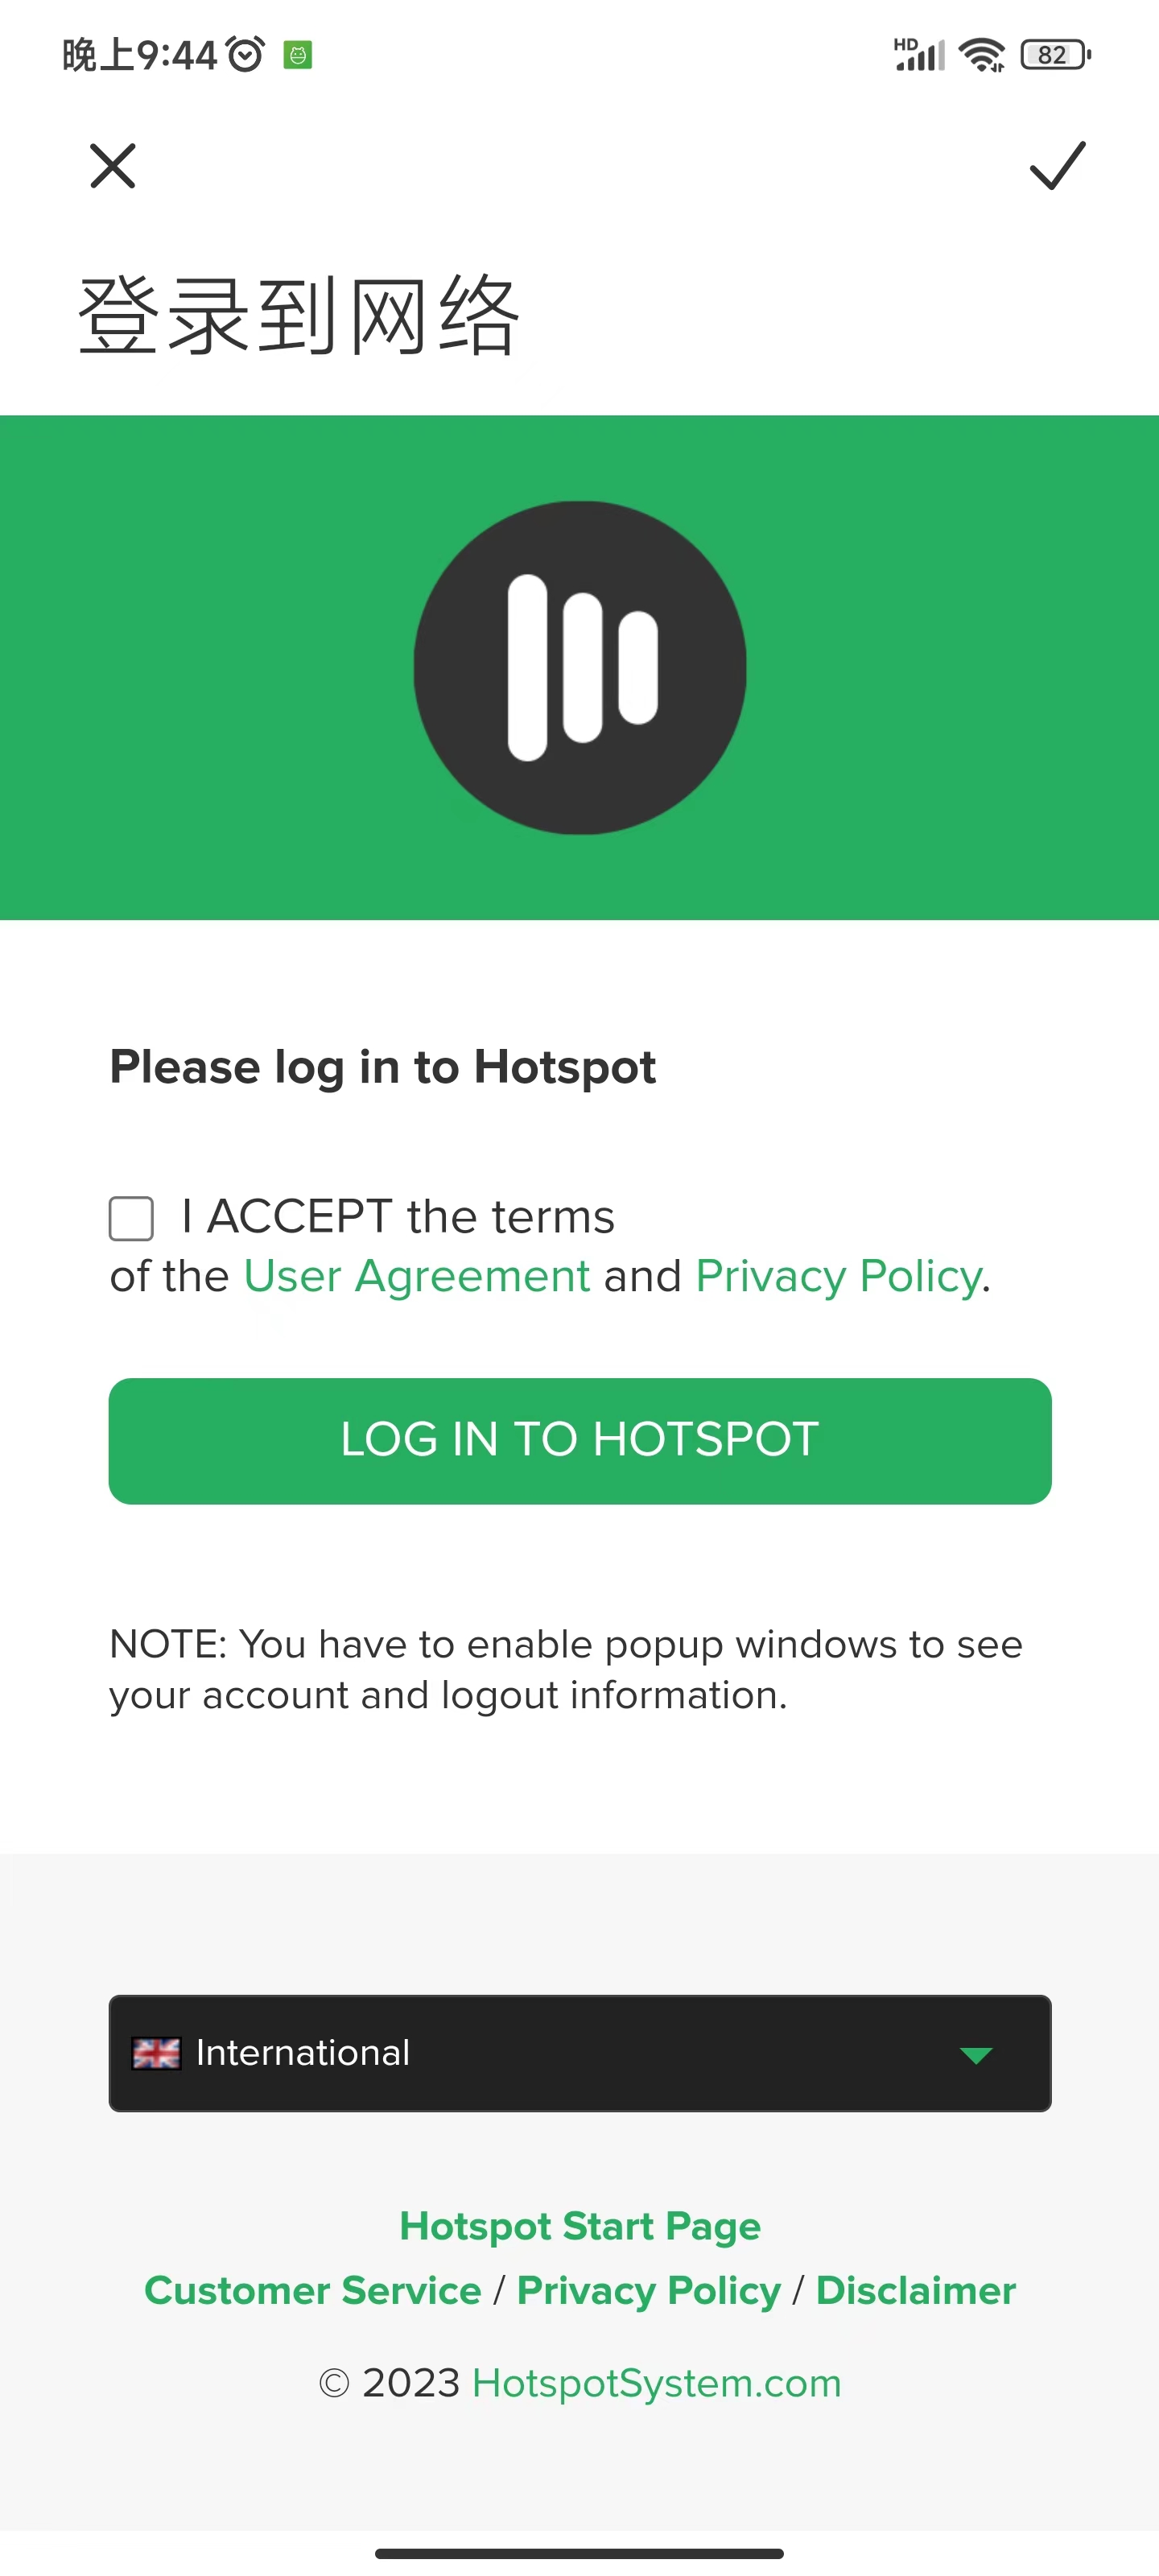 晚上9:44
HD
82
登录到网络
Please log in to Hotspot
I ACCEPT the terms
of the User Agreement and Privacy Policy.
LOG IN TO HOTSPOT
NOTE: You have to enable popup windows to see
your account and logout information.
International
Hotspot Start Page
Customer Service / Privacy Policy / Disclaimer
© 2023 HotspotSystem.com